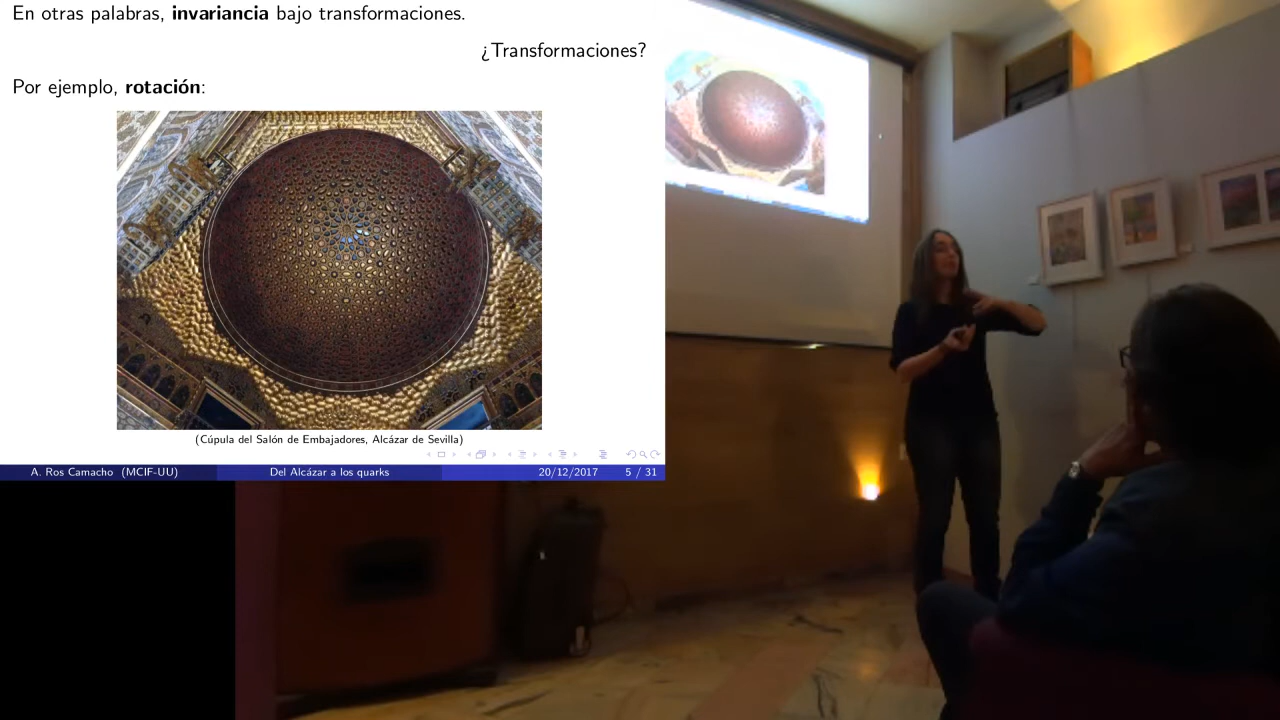 En otras palabras, invariancia bajo transformaciones.
¿Transformaciones?
Por ejemplo, rotación:
(Cúpula del Salón de Embajadores, Alcázar de Sevilla)
A. Ros Camacho (MCIF-UU) Del Alcázar a los quarks 20/12/2017 5 / 31